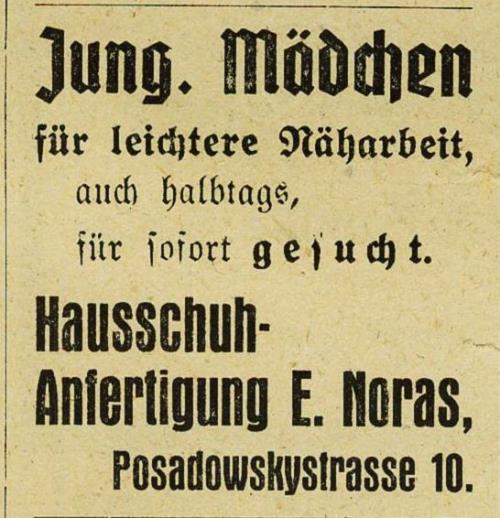 Jung. Mädchen
für leichtere Näharbeit,
auch halbtags,
für sofort gesucht.
Hausschuh-
Anfertigung E. Noras,
Posadowskystrasse 10.